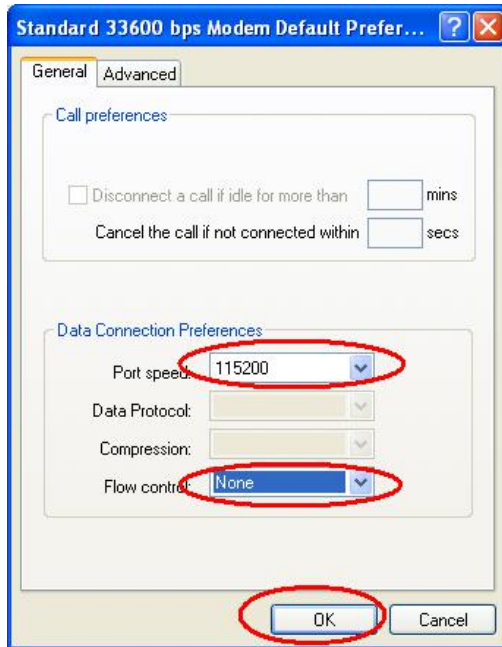 Standard 33600 bps Modem Default Prefer...
General Advanced
Call preferences
Disconnect a call if idle for more than mins
Cancel the call if not connected within secs
Data Connection Preferences
Port speed: 115200
Data Protocol:
Compression:
Flow control: None
OK Cancel